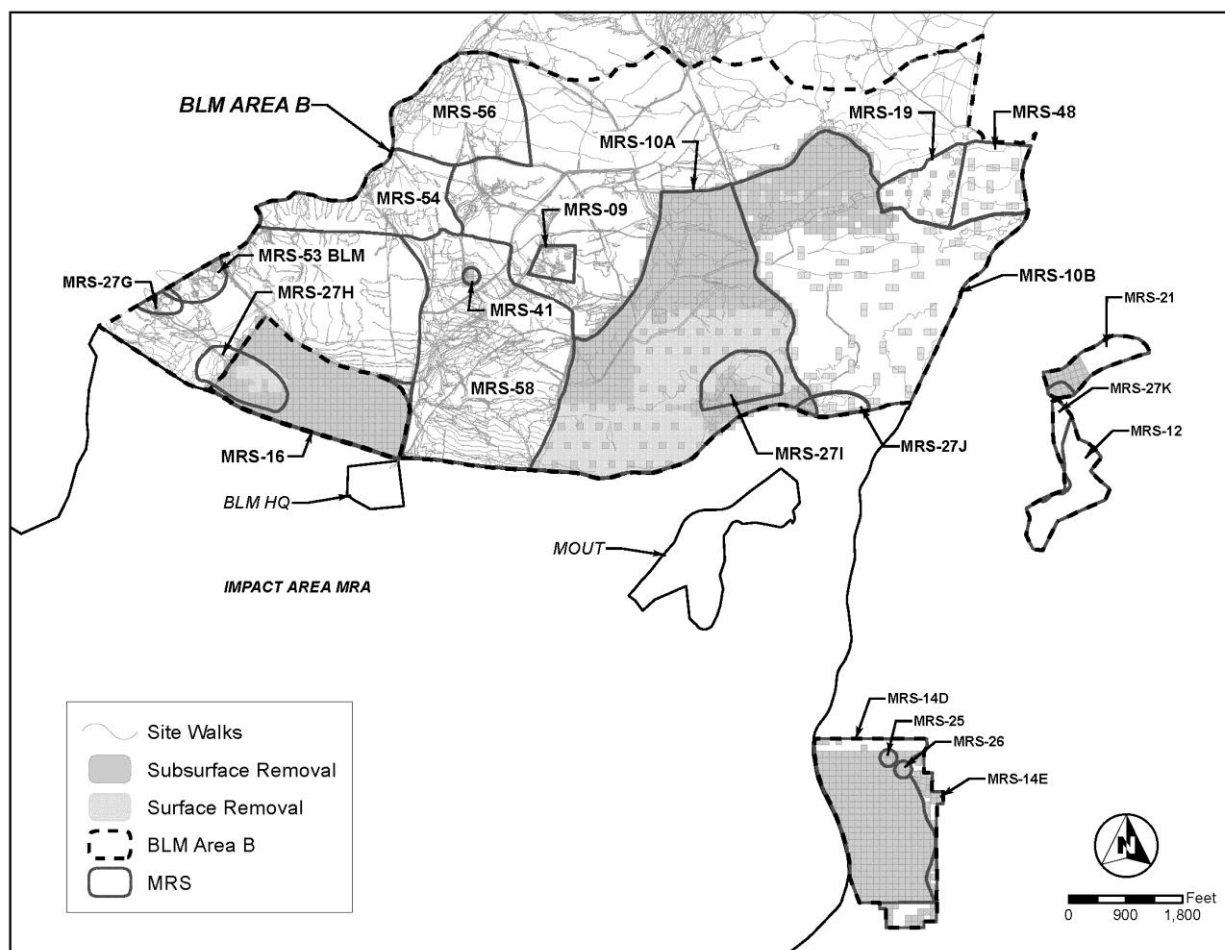 BLM AREA B
MRS-56
MRS-19
MRS-48
MRS-10A
MRS-54
MRS-09
MRS-53 BLM
MRS-27G
MRS-27H
MRS-41
MRS-10B
MRS-21
MRS-58
MRS-27K
MRS-12
MRS-16
MRS-27I
MRS-27J
BLM HQ
MOUT
IMPACT AREA MRA
MRS-14D
MRS-25
MRS-26
MRS-14E
Site Walks
Subsurface Removal
Surface Removal
BLM Area B
MRS
N
Feet
0 900 1,800